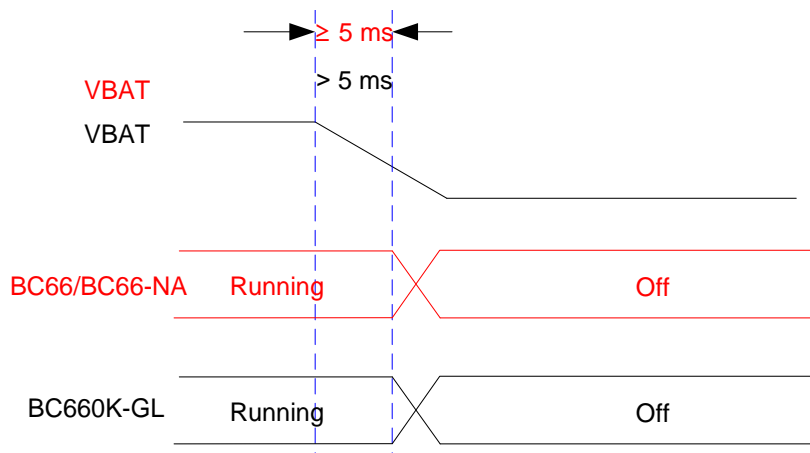 ≥ 5 ms
> 5 ms
VBAT
VBAT
BC66/BC66-NA Running Off
BC660K-GL Running Off